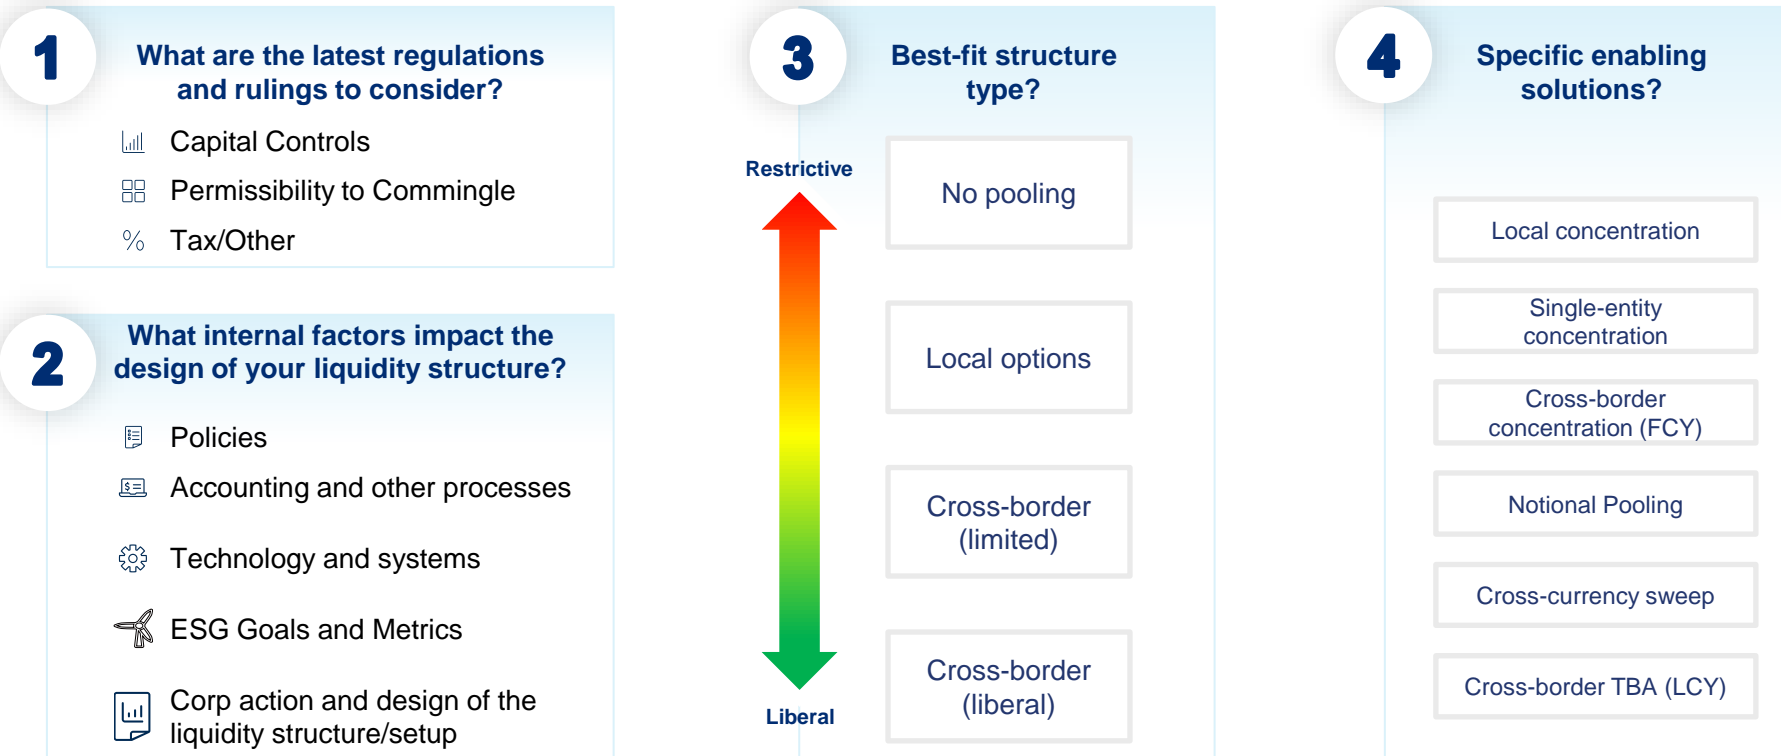 1
What are the latest regulations
and rulings to consider?
Capital Controls
Permissibility to Commingle
% Tax/Other
2
What internal factors impact the
design of your liquidity structure?
Policies
Accounting and other processes
Technology and systems
ESG Goals and Metrics
Corp action and design of the
liquidity structure/setup
3
Best-fit structure
type?
Restrictive
No pooling
Local options
Cross-border
(limited)
Cross-border
(liberal)
Liberal
4
Specific enabling
solutions?
Local concentration
Single-entity
concentration
Cross-border
concentration (FCY)
Notional Pooling
Cross-currency sweep
Cross-border TBA (LCY)